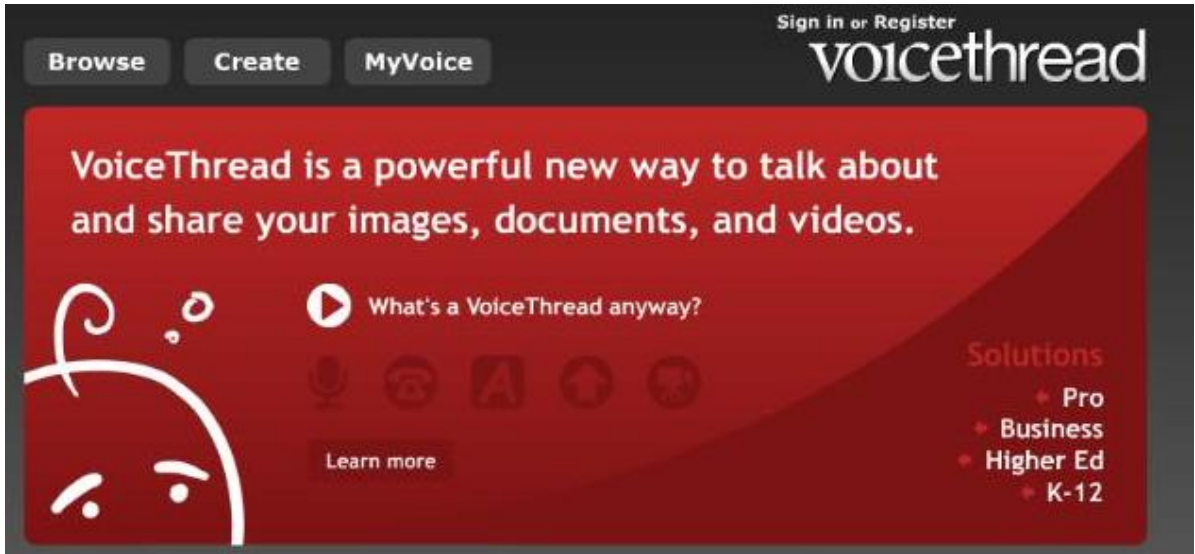 Sign in or Register
Browse Create MyVoice
voicethread
VoiceThread is a powerful new way to talk about
and share your images, documents, and videos.
What's a VoiceThread anyway?
A
Learn more
Solutions
Pro
Business
Higher Ed
K-12